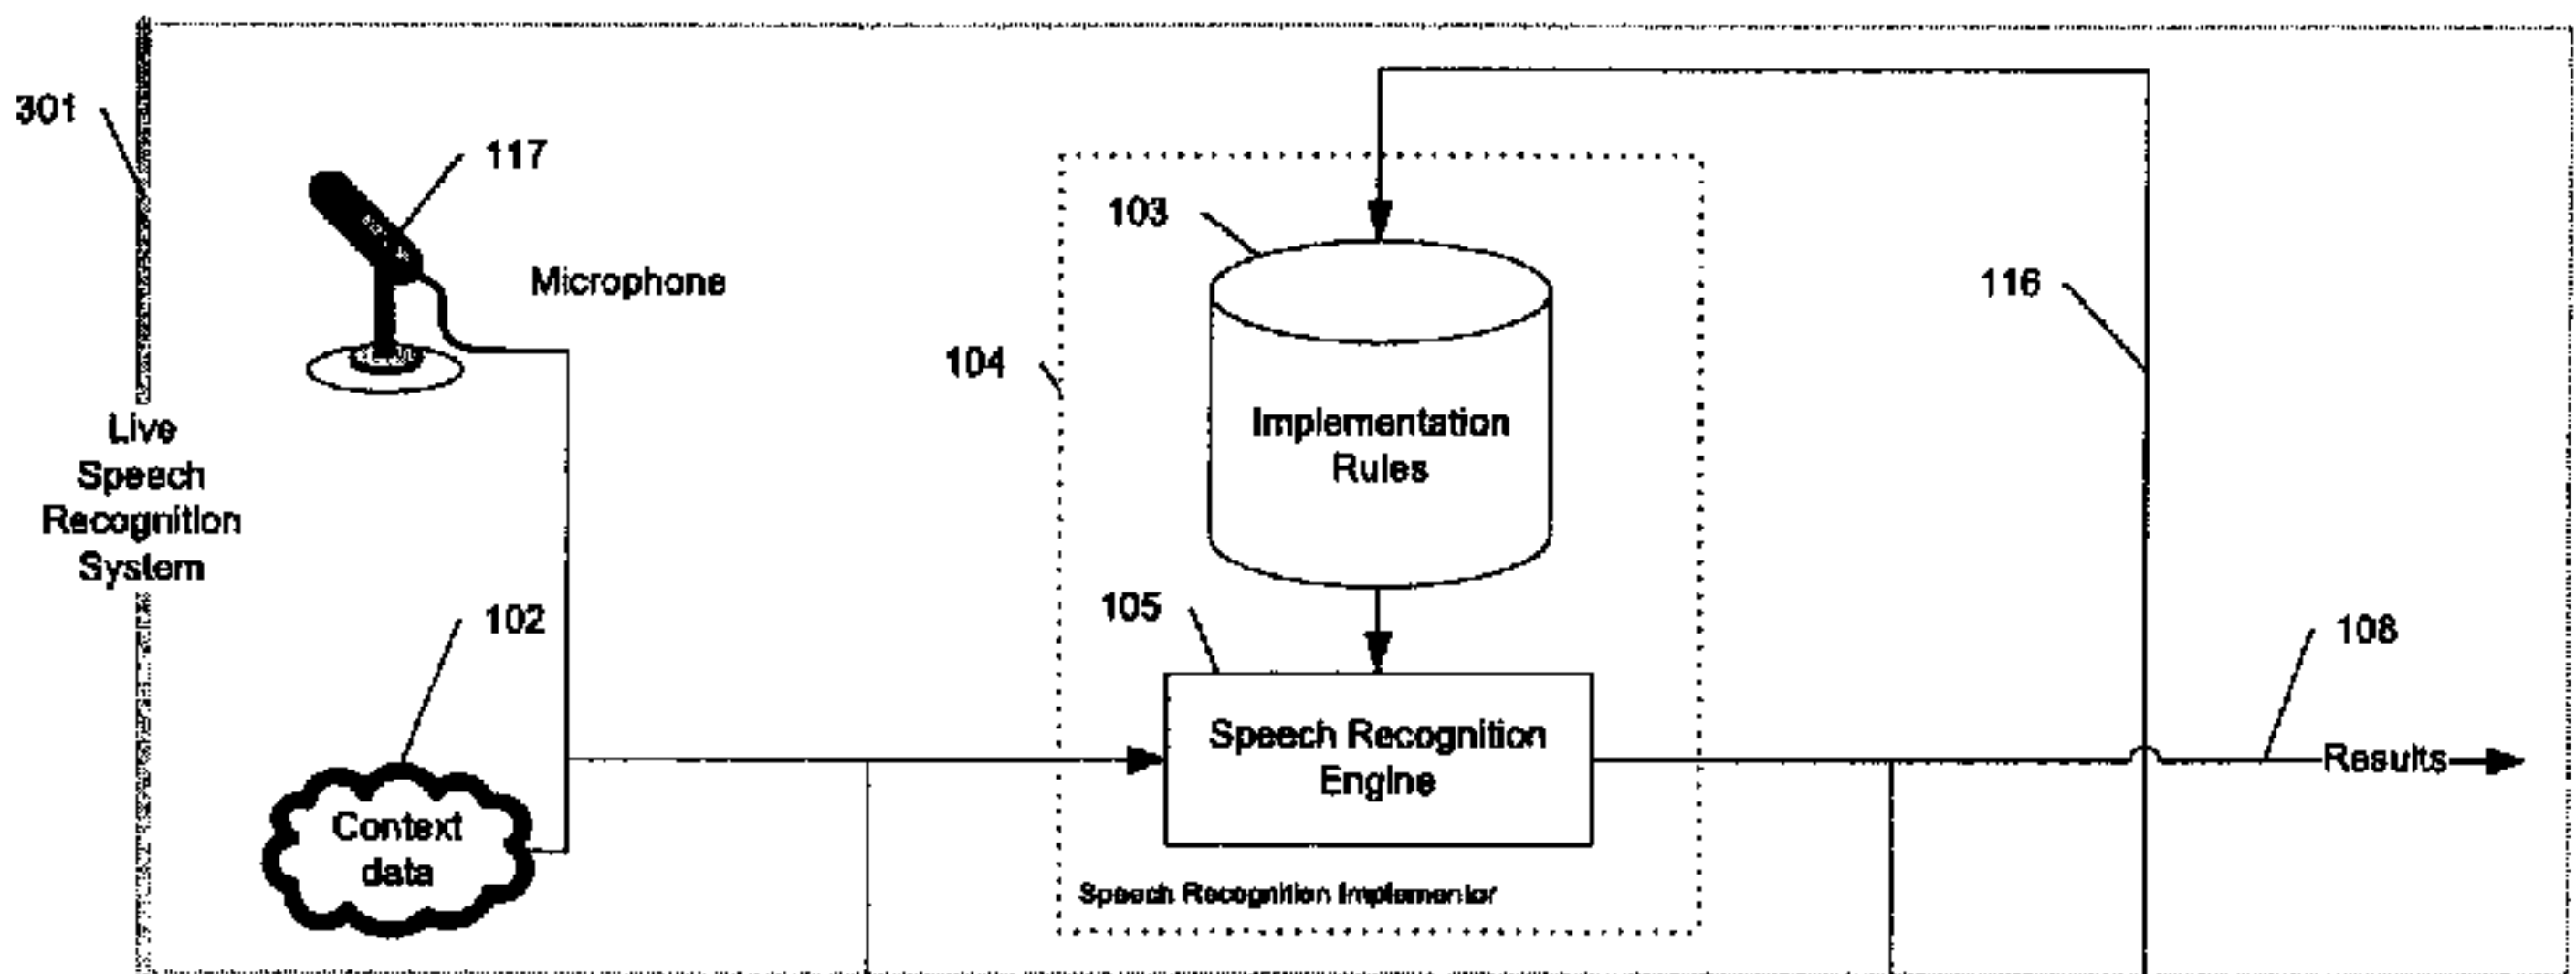 301
117
Microphone
103
116
104
Implementation
Rules
Live
Speech
Recognition
System
102
105
108
Speech Recognition
Engine
Results
Context
data
Speech Recognition Implementor